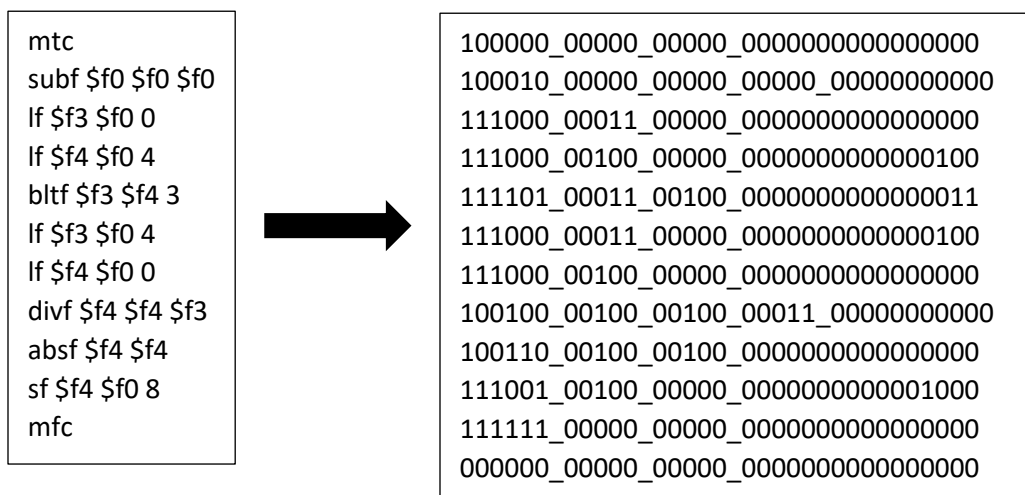 mtc
subf $f0 $f0 $f0
lf $f3 $f0 0
lf $f4 $f0 4
bltf $f3 $f4 3
lf $f3 $f0 4
lf $f4 $f0 0
divf $f4 $f4 $f3
absf $f4 $f4
sf $f4 $f0 8
mfc
100000_00000_00000_0000000000000000
100010_00000_00000_00000_00000000000
111000_00011_00000_0000000000000000
111000_00100_00000_0000000000000100
111101_00011_00100_0000000000000011
111000_00011_00000_0000000000000100
111000_00100_00000_0000000000000000
100100_00100_00100_00011_00000000000
100110_00100_00100_0000000000000000
111001_00100_00000_0000000000001000
111111_00000_00000_0000000000000000
000000_00000_00000_0000000000000000